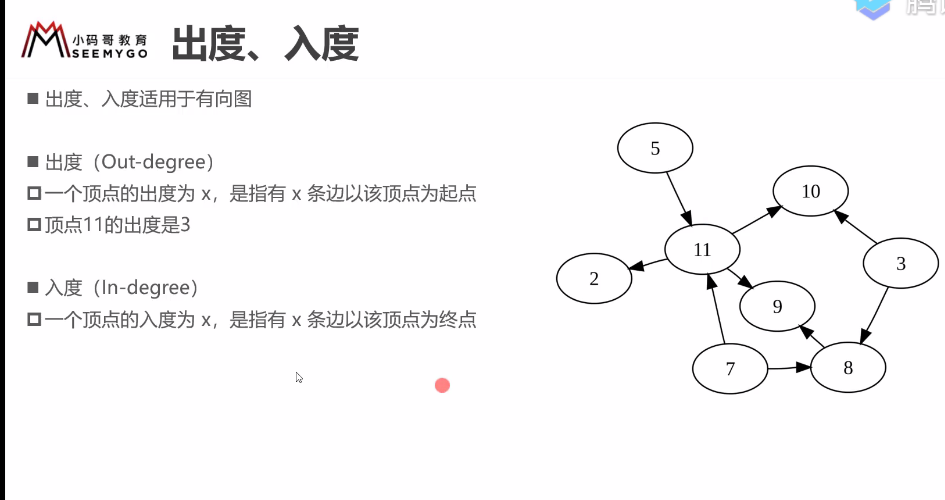 小码哥教育
SEEMYGO
出度、入度
腾
■ 出度、入度适用于有向图
■ 出度（Out-degree）
一个顶点的出度为 x，是指有 x 条边以该顶点为起点
顶点11的出度是3
■ 入度（In-degree）
一个顶点的入度为 x，是指有 x 条边以该顶点为终点
5
10
11
3
2
9
7
8